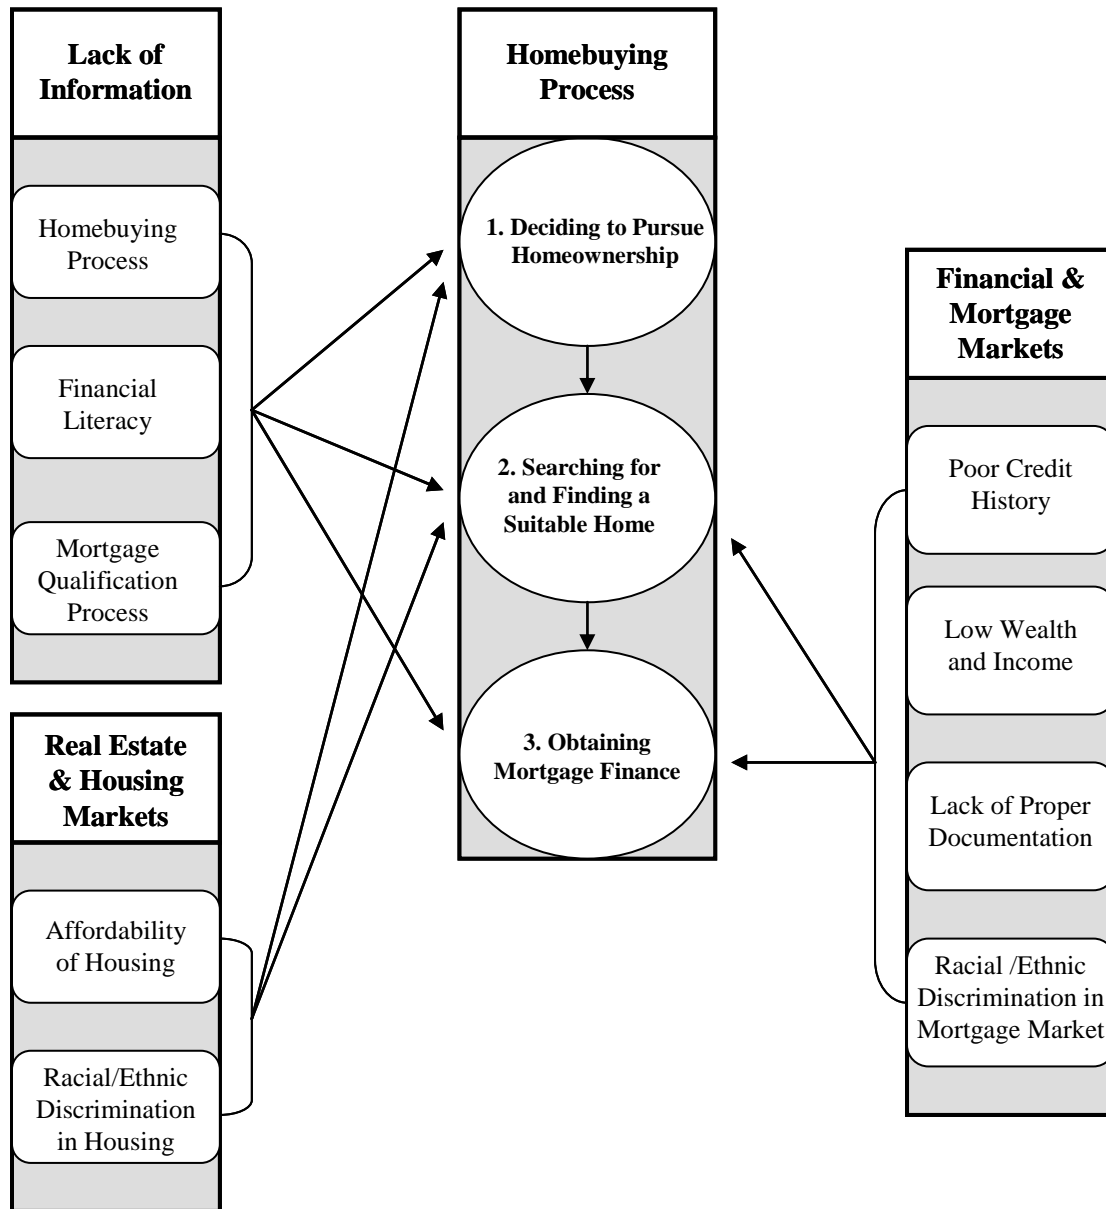 Lack of
Information
Homebuying
Process
Financial
Literacy
Mortgage
Qualification
Process
Real Estate
& Housing
Markets
Affordability
of Housing
Racial/Ethnic
Discrimination
in Housing
Homebuying
Process
1. Deciding to Pursue
Homeownership
2. Searching for
and Finding a
Suitable Home
3. Obtaining
Mortgage Finance
Financial &
Mortgage
Markets
Poor Credit
History
Low Wealth
and Income
Lack of Proper
Documentation
Racial /Ethnic
Discrimination in
Mortgage Market